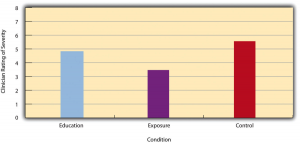 8
7
6
5
4
3
2
1
0
Clinician Rating of Severity
Education
Exposure
Control
Condition